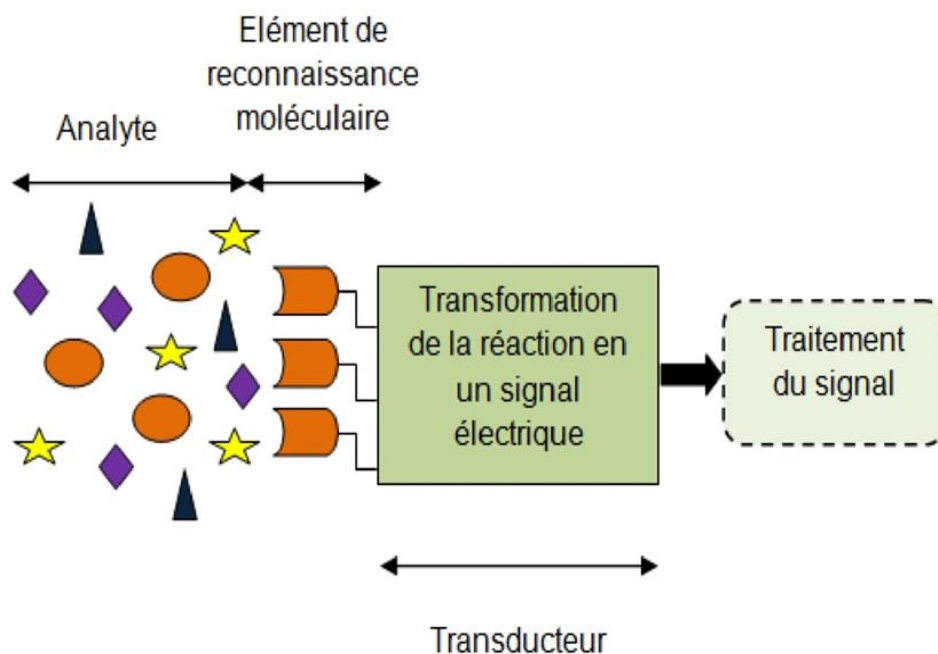 Elément de
reconnaissance
moléculaire
Analyte
Transformation
de la réaction en
un signal
électrique
Traitement
du signal
Transducteur